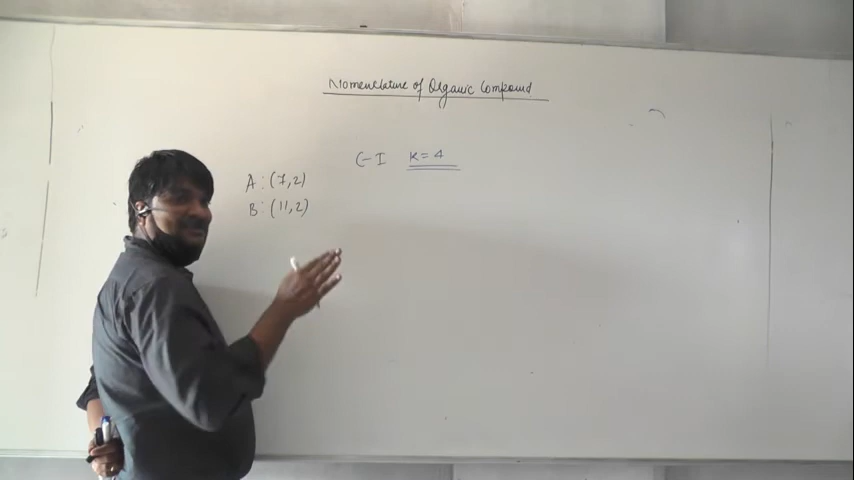 Nomenclature of Organic Compound
C-I K=4
A: (7,2)
B: (11,2)